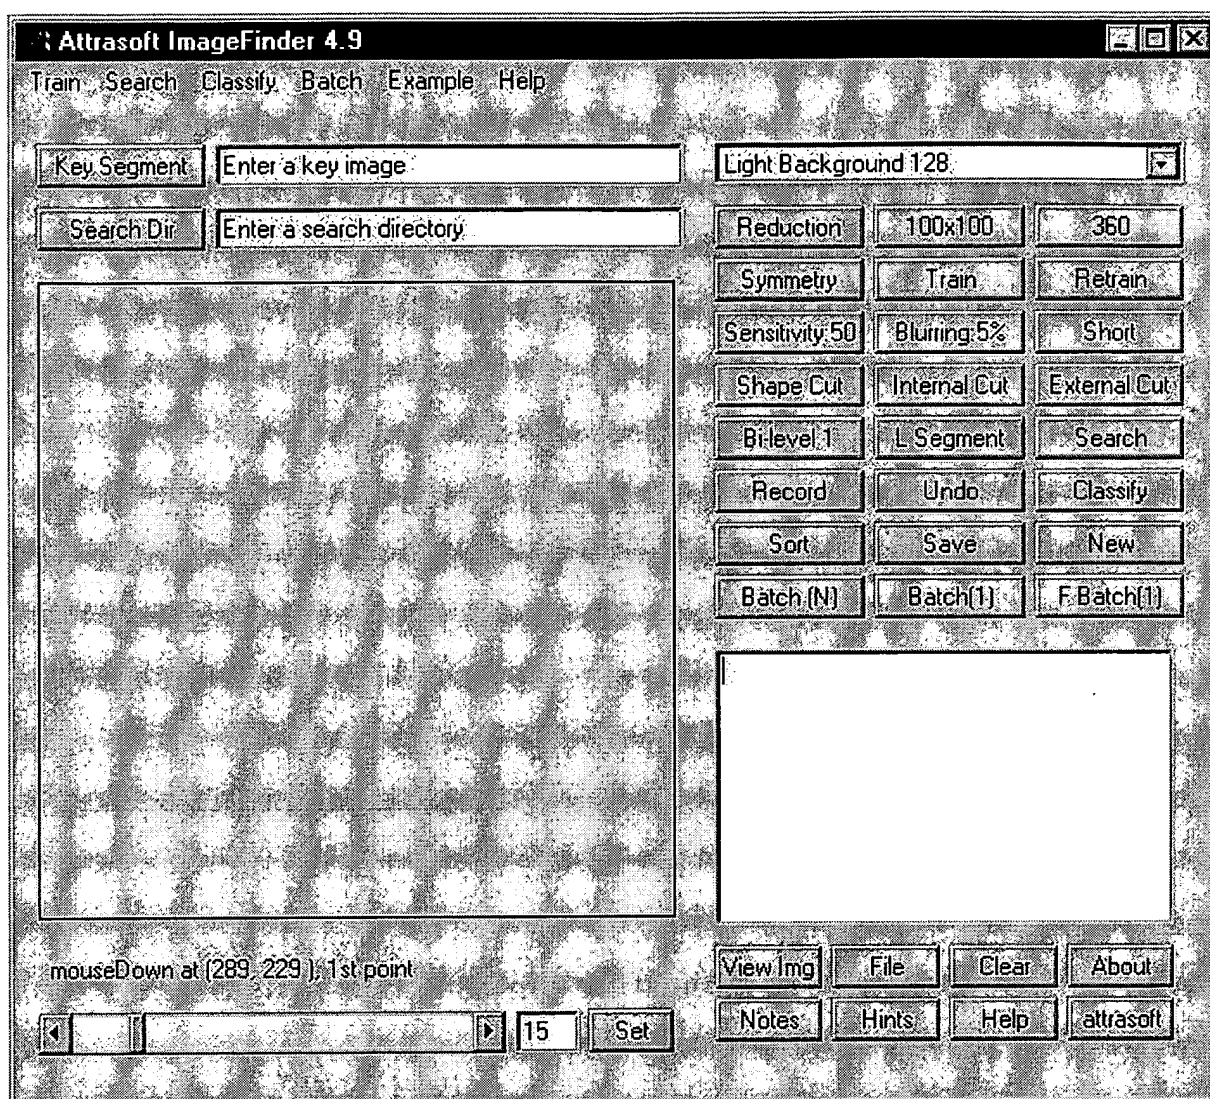 Attrasoft ImageFinder 4.9
Train Search Classify Batch Example Help
Key Segment Enter a key image Light Background 128
Search Dir Enter a search directory
Reduction 100x100 360
Symmetry Train Retrain
Sensitivity 50 Blurring 5% Short
Shape Cut Internal Cut External Cut
Bi-level 1 L Segment Search
Record Undo Classify
Sort Save New
Batch (N) Batch(1) F Batch(1)
mouseDown at (289, 229 ), 1st point
View Img File Clear About
15 Set
Notes Hints Help attrasoft